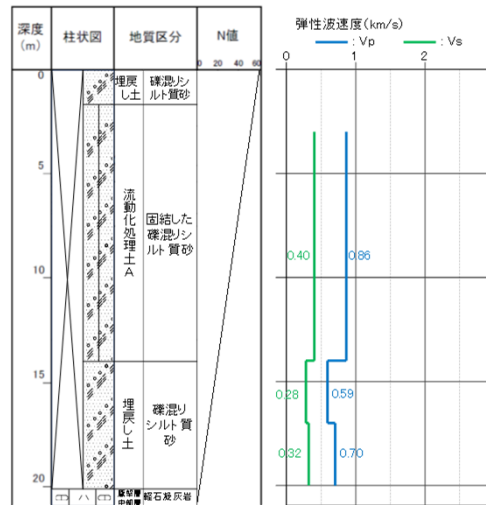 深度
(m)
柱状図
地質区分
N値
0 20 40 60
弾性波速度(km/s)
: Vp
: Vs
0
1
2
0
5
10
15
20
埋戻
し土
礫混リシ
ルト質砂
流動化処理土A
固結した
礫混リシ
ルト質砂
埋戻し土
礫混リ
シルト質
砂
軽石凝灰岩
0.40
0.86
0.28
0.59
0.32
0.70